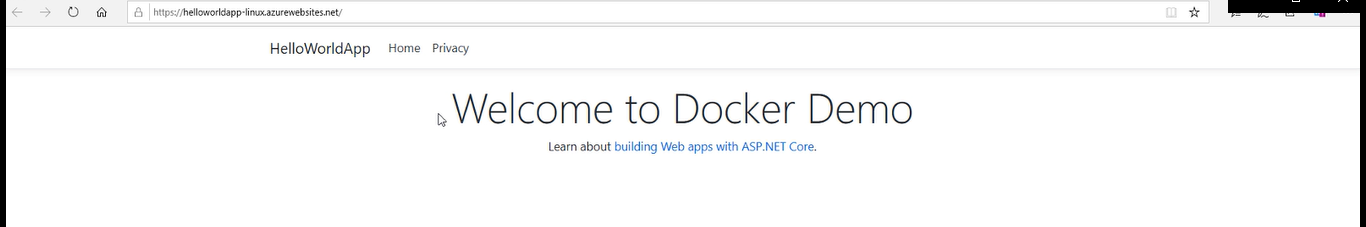 https://helloworldapp-linux.azurewebsites.net/
HelloWorldApp Home Privacy
Welcome to Docker Demo
Learn about building Web apps with ASP.NET Core.